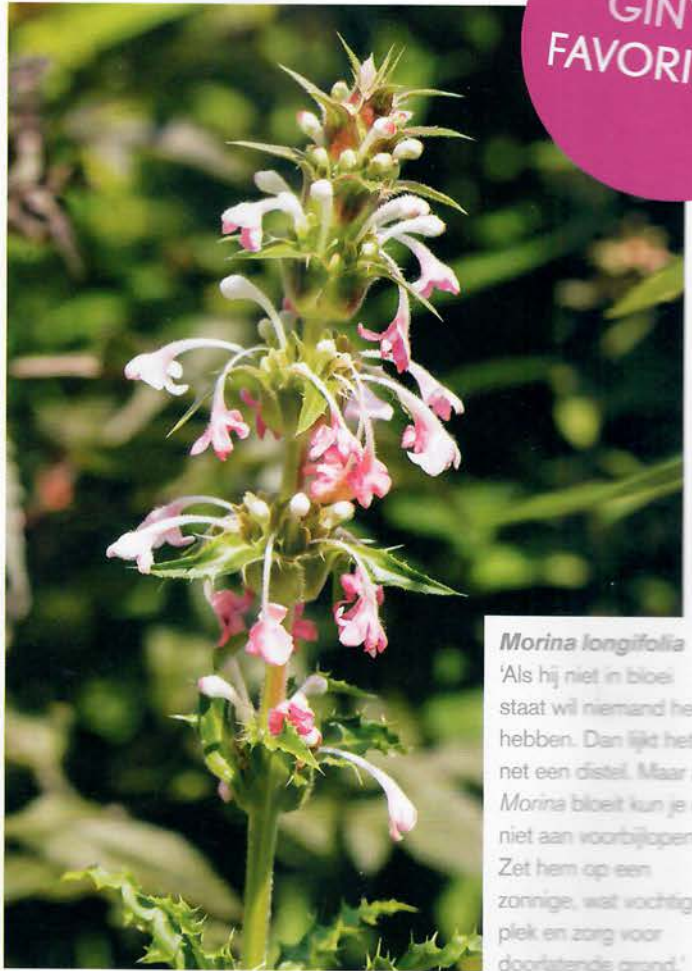 GIN
FAVORI
Morina longifolia
'Als hij niet in bloei
staat wil niemand he
hebben. Dan lijkt het
net een distel. Maar
Morina bloeit kun je
niet aan voorbijlopen
Zet hem op een
zonnige, wat vochtig
plek en zorg voor
doorlatende grond.'